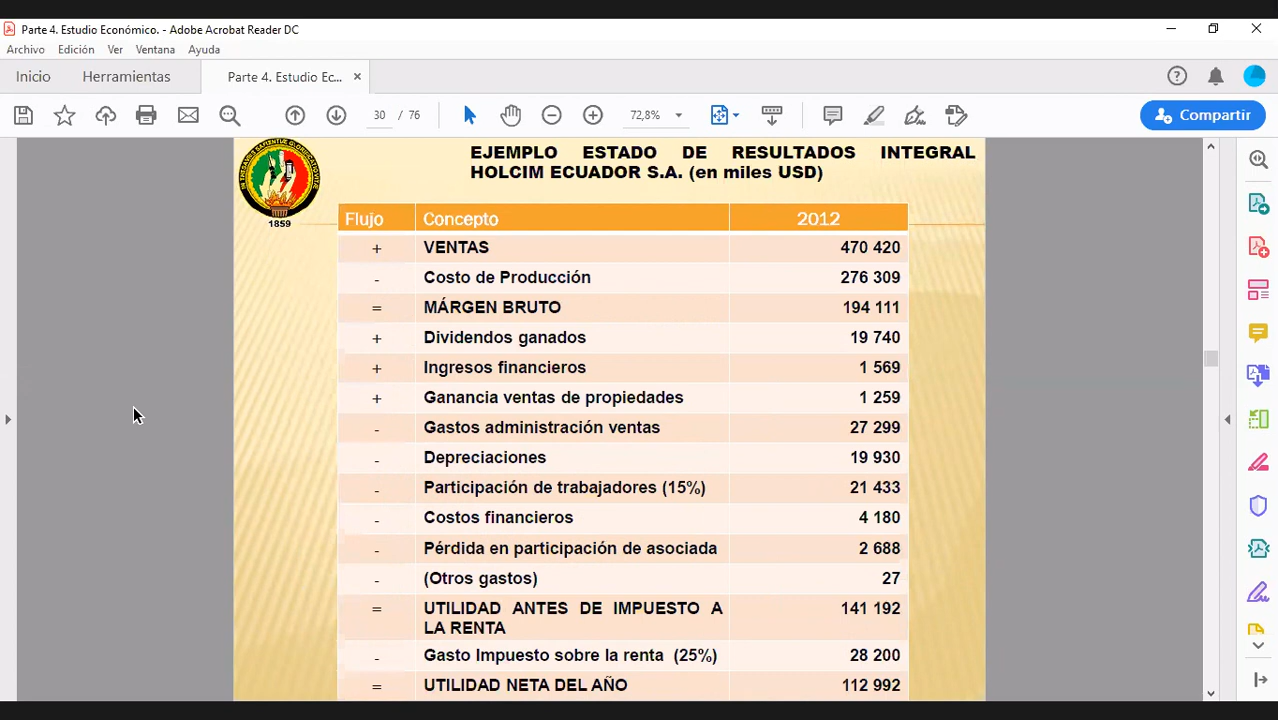 Parte 4. Estudio Económico. - Adobe Acrobat Reader DC
Archivo Edición Ver Ventana Ayuda
Inicio Herramientas Parte 4. Estudio Ec... ×
30 / 76 72,8% Compartir
EJEMPLO ESTADO DE RESULTADOS INTEGRAL
HOLCIM ECUADOR S.A. (en miles USD)
1859
Flujo Concepto 2012
+ VENTAS 470 420
- Costo de Producción 276 309
= MÁRGEN BRUTO 194 111
+ Dividendos ganados 19 740
+ Ingresos financieros 1 569
+ Ganancia ventas de propiedades 1 259
- Gastos administración ventas 27 299
- Depreciaciones 19 930
- Participación de trabajadores (15%) 21 433
- Costos financieros 4 180
- Pérdida en participación de asociada 2 688
- (Otros gastos) 27
= UTILIDAD ANTES DE IMPUESTO A 141 192
LA RENTA
- Gasto Impuesto sobre la renta (25%) 28 200
= UTILIDAD NETA DEL AÑO 112 992